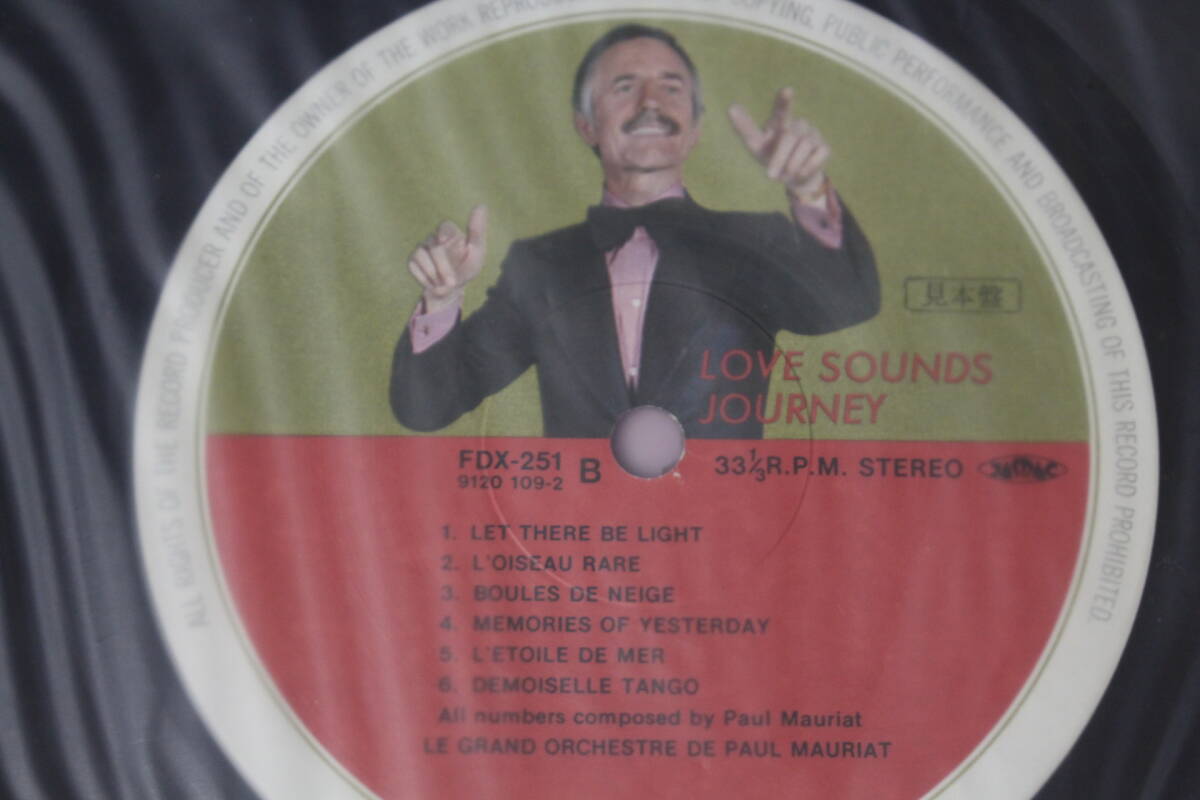 ALL RIGHTS OF THE RECORD PRODUCER AND OF THE OWNER OF THE WORK REPRODUCED COPYING, PUBLIC PERFORMANCE AND BROADCASTING OF THIS RECORD PROHIBITED
見本盤
LOVE SOUNDS
JOURNEY
FDX-251
9120 109-2
B
33⅓R.P.M. STEREO
1. LET THERE BE LIGHT
2. L'OISEAU RARE
3. BOULES DE NEIGE
4. MEMORIES OF YESTERDAY
5. L'ETOILE DE MER
6. DEMOISELLE TANGO
All numbers composed by Paul Mauriat
LE GRAND ORCHESTRE DE PAUL MAURIAT